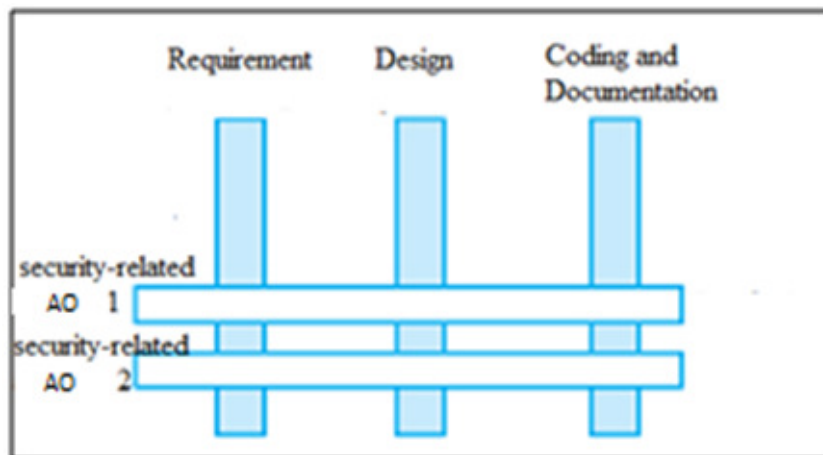 Requirement
Design
Coding and
Documentation
security-related
AO 1
security-related
AO 2